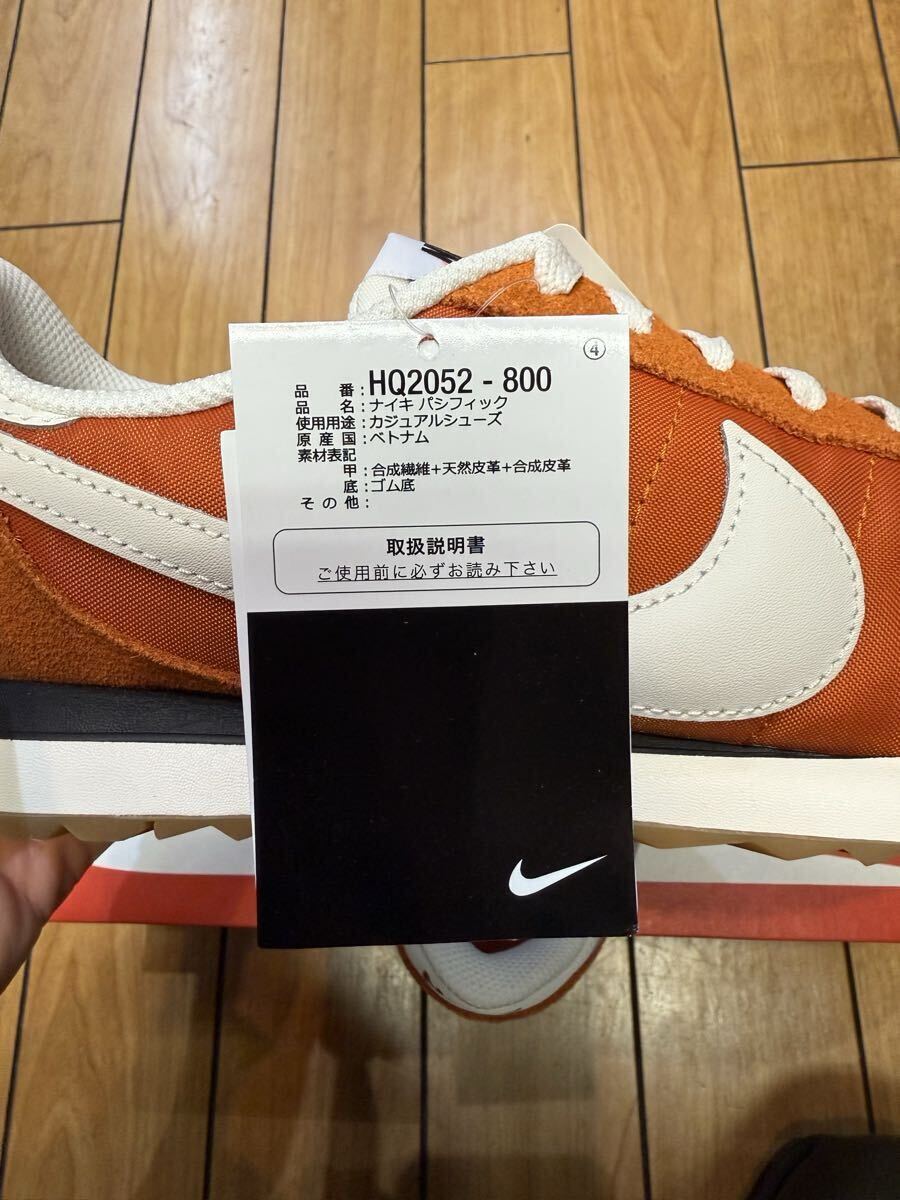 ④
品番:HQ2052 - 800
品名:ナイキ パシフィック
使用用途:カジュアルシューズ
原産国:ベトナム
素材表記
甲:合成繊維+天然皮革+合成皮革
底:ゴム底
その他:
取扱説明書
ご使用前に必ずお読み下さい